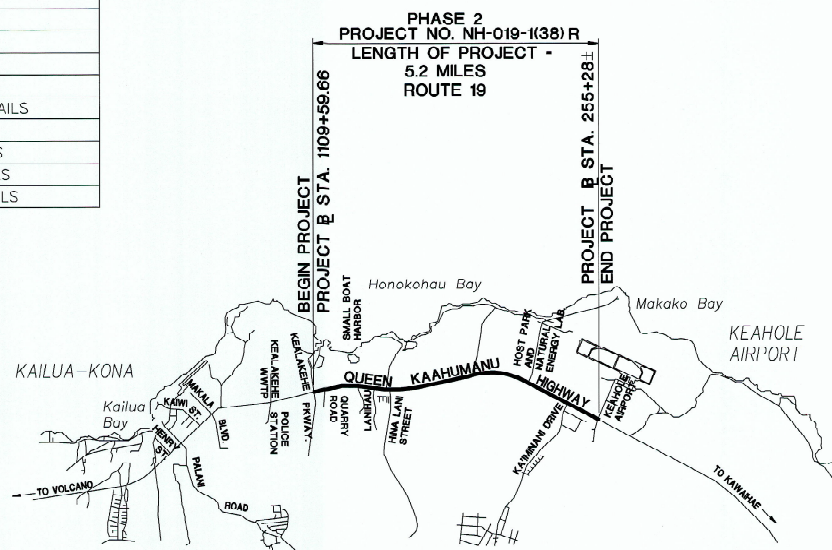 PHASE 2
PROJECT NO. NH-019-1(38) R
LENGTH OF PROJECT -
5.2 MILES
ROUTE 19
AILS
S
S
LS
BEGIN PROJECT
PROJECT B STA. 1109+59.66
L
PROJECT B STA. 255+28±
L
END PROJECT
Honokohau Bay
Makako Bay
KEAHOLE
AIRPORT
KAILUA-KONA
Kailua
Bay
SMALL BOAT
HARBOR
KEALAKEHE
PKWAY.
KEALAKEHE
WWTP
POLICE
STATION
MAKALA
BLVD
KAIWI
ST.
HENRY
ST.
PALANI
ROAD
QUEEN KAAHUMANU HIGHWAY
QUARRY
ROAD
LANIHAU
HINA LANI
STREET
HOST PARK
AND
NATURAL
ENERGY LAB
KEAHOLE
AIRPORT
KAIMINANI DRIVE
TO VOLCANO
TO KAWAIHAE